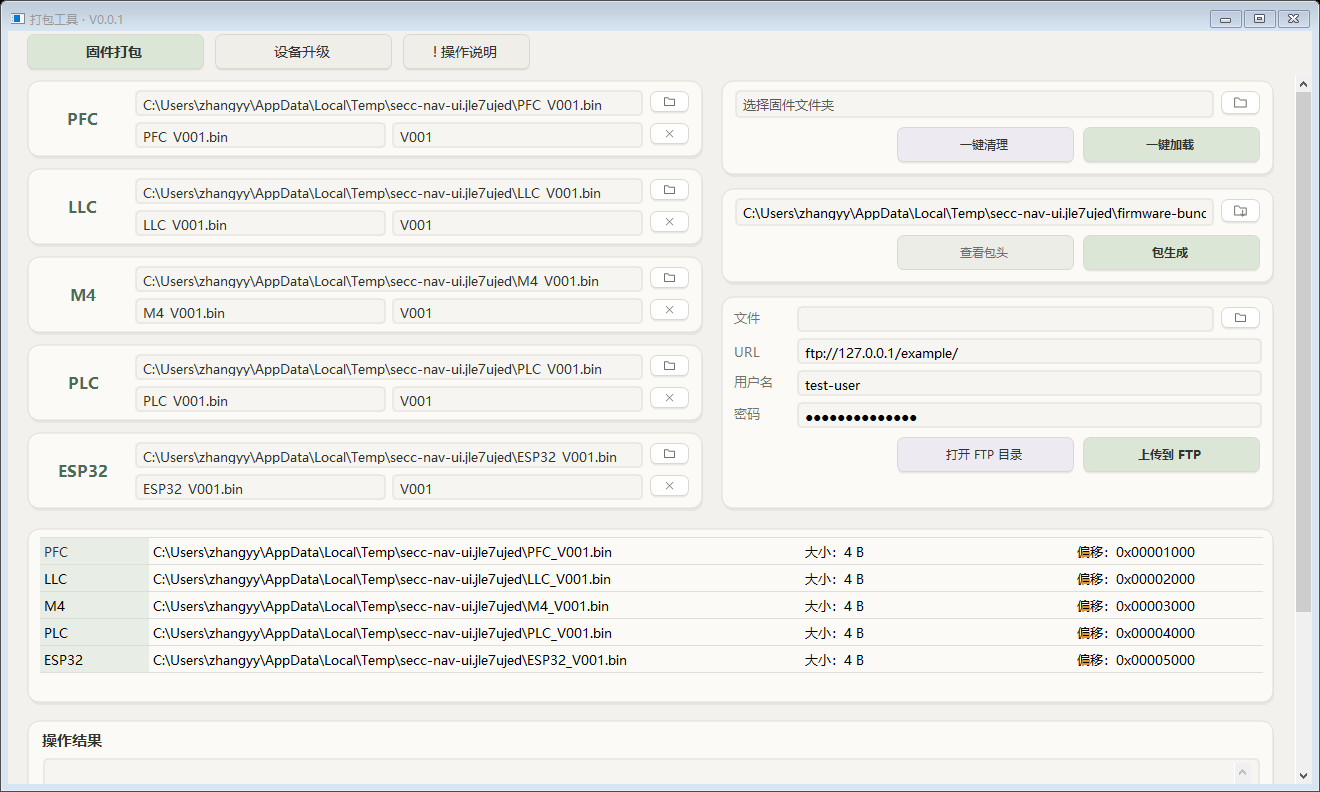 打包工具 · V0.0.1
固件打包
设备升级
! 操作说明
PFC
C:\Users\zhangyy\AppData\Local\Temp\secc-nav-ui.jle7ujed\PFC_V001.bin
PFC_V001.bin
V001
LLC
C:\Users\zhangyy\AppData\Local\Temp\secc-nav-ui.jle7ujed\LLC_V001.bin
LLC_V001.bin
V001
M4
C:\Users\zhangyy\AppData\Local\Temp\secc-nav-ui.jle7ujed\M4_V001.bin
M4_V001.bin
V001
PLC
C:\Users\zhangyy\AppData\Local\Temp\secc-nav-ui.jle7ujed\PLC_V001.bin
PLC_V001.bin
V001
ESP32
C:\Users\zhangyy\AppData\Local\Temp\secc-nav-ui.jle7ujed\ESP32_V001.bin
ESP32_V001.bin
V001
选择固件文件夹
一键清理
一键加载
C:\Users\zhangyy\AppData\Local\Temp\secc-nav-ui.jle7ujed\firmware-bunc
查看包头
包生成
文件
URL
ftp://127.0.0.1/example/
用户名
test-user
密码
●●●●●●●●●●●●●●
打开 FTP 目录
上传到 FTP
PFC C:\Users\zhangyy\AppData\Local\Temp\secc-nav-ui.jle7ujed\PFC_V001.bin 大小: 4 B 偏移: 0x00001000
LLC C:\Users\zhangyy\AppData\Local\Temp\secc-nav-ui.jle7ujed\LLC_V001.bin 大小: 4 B 偏移: 0x00002000
M4 C:\Users\zhangyy\AppData\Local\Temp\secc-nav-ui.jle7ujed\M4_V001.bin 大小: 4 B 偏移: 0x00003000
PLC C:\Users\zhangyy\AppData\Local\Temp\secc-nav-ui.jle7ujed\PLC_V001.bin 大小: 4 B 偏移: 0x00004000
ESP32 C:\Users\zhangyy\AppData\Local\Temp\secc-nav-ui.jle7ujed\ESP32_V001.bin 大小: 4 B 偏移: 0x00005000
操作结果